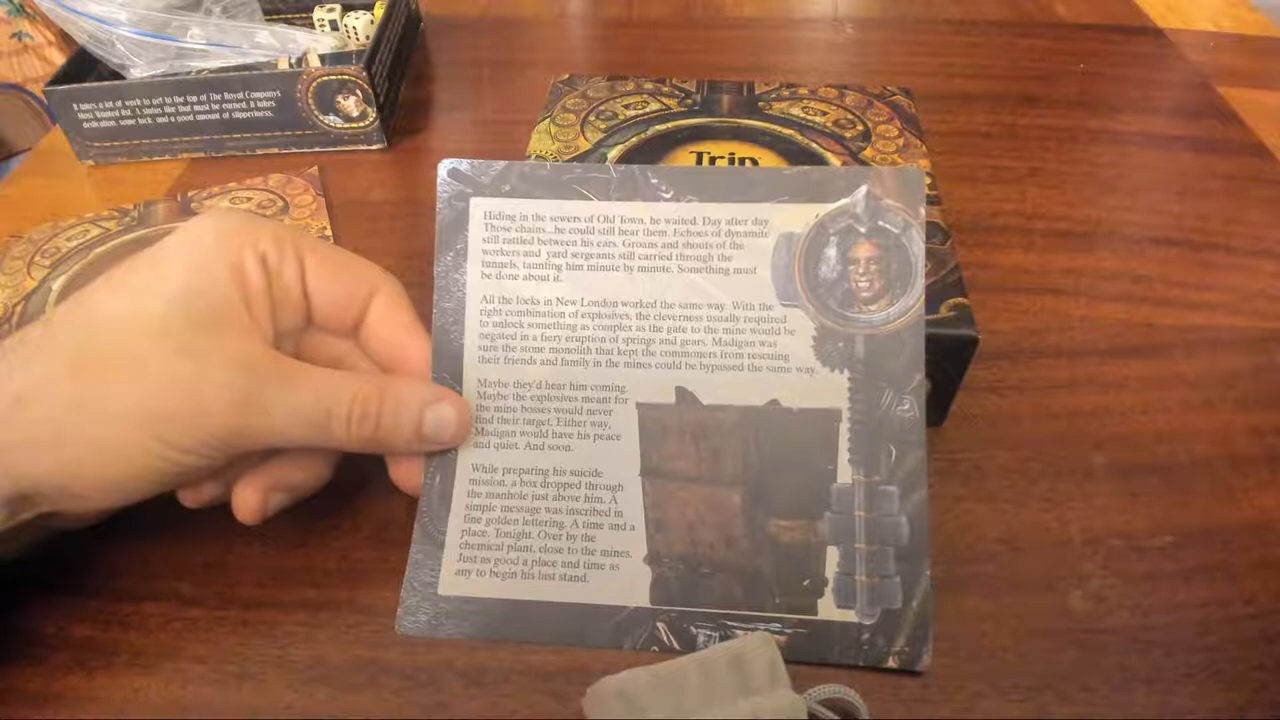 It takes a lot of work to get to the top of The Royal Company's
Most Wanted list. A status like that must be earned. It takes
dedication, some luck, and a good amount of slipperiness.
Trip
Hiding in the sewers of Old Town, he waited. Day after day
Those chains...he could still hear them. Echoes of dynamite
still rattled between his ears. Groans and shouts of the
workers and yard sergeants still carried through the
tunnels, taunting him minute by minute. Something must
be done about it.
All the locks in New London worked the same way. With the
right combination of explosives, the cleverness usually required
to unlock something as complex as the gate to the mine would be
negated in a fiery eruption of springs and gears. Madigan was
sure the stone monolith that kept the commoners from rescuing
their friends and family in the mines could be bypassed the same way.
Maybe they'd hear him coming.
Maybe the explosives meant for
the mine bosses would never
find their target. Either way,
Madigan would have his peace
and quiet. And soon.
While preparing his suicide
mission, a box dropped through
the manhole just above him. A
simple message was inscribed in
fine golden lettering. A time and a
place. Tonight. Over by the
chemical plant, close to the mines.
Just as good a place and time as
any to begin his last stand.